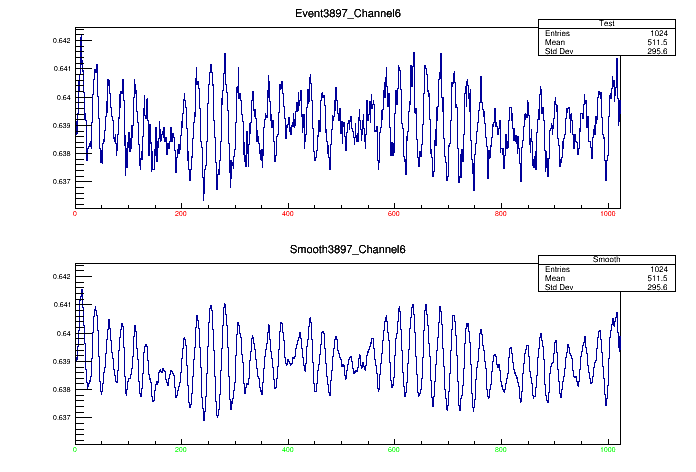 Event3897_Channel6
Test
Entries 1024
Mean 511.5
Std Dev 295.6
0.642
0.641
0.64
0.639
0.638
0.637
0 200 400 600 800 1000
Smooth3897_Channel6
Smooth
Entries 1024
Mean 511.5
Std Dev 295.6
0.642
0.641
0.64
0.639
0.638
0.637
0 200 400 600 800 1000